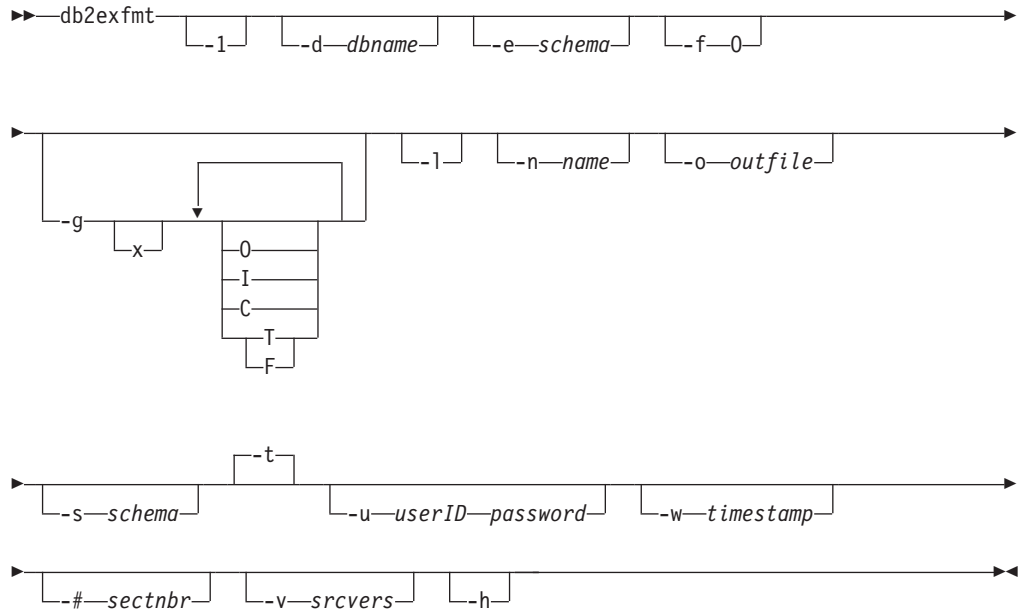 db2exfmt -1 -d dbname -e schema -f O
-g x O I C T F -l -n name -o outfile
-s schema -t -u userID password -w timestamp
-# sectnbr -v srcvers -h